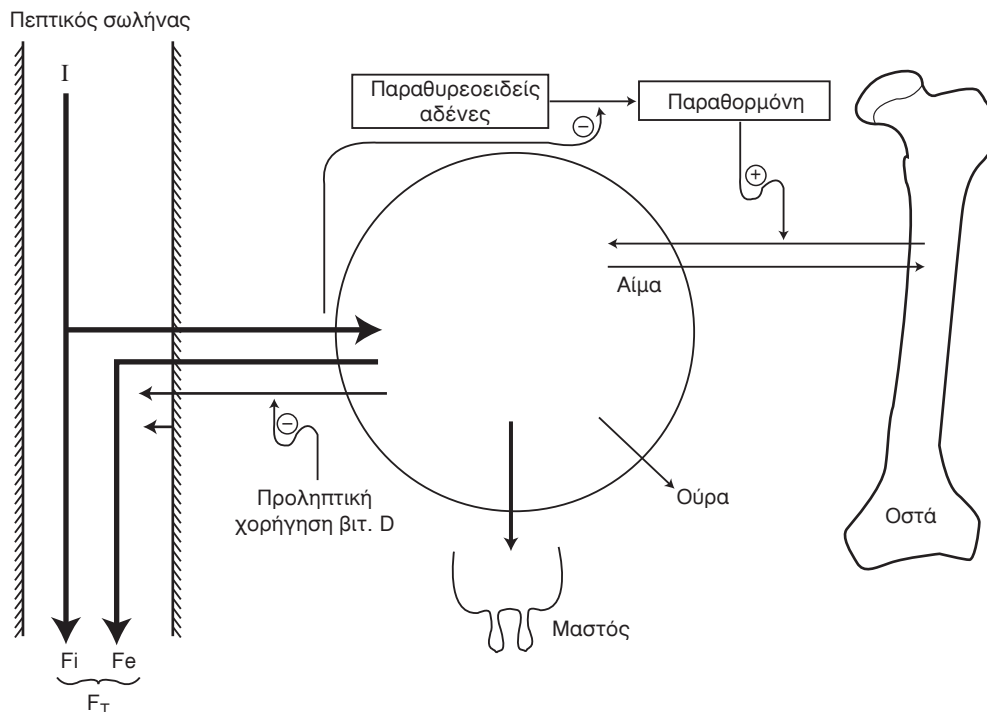 Πεπτικός σωλήνας
I
Παραθυρεοειδείς
αδένες
Παραθορμόνη
−
+
Αίμα
−
Προληπτική
χορήγηση βιτ. D
Ούρα
Οστά
Μαστός
Fi Fe
F_T